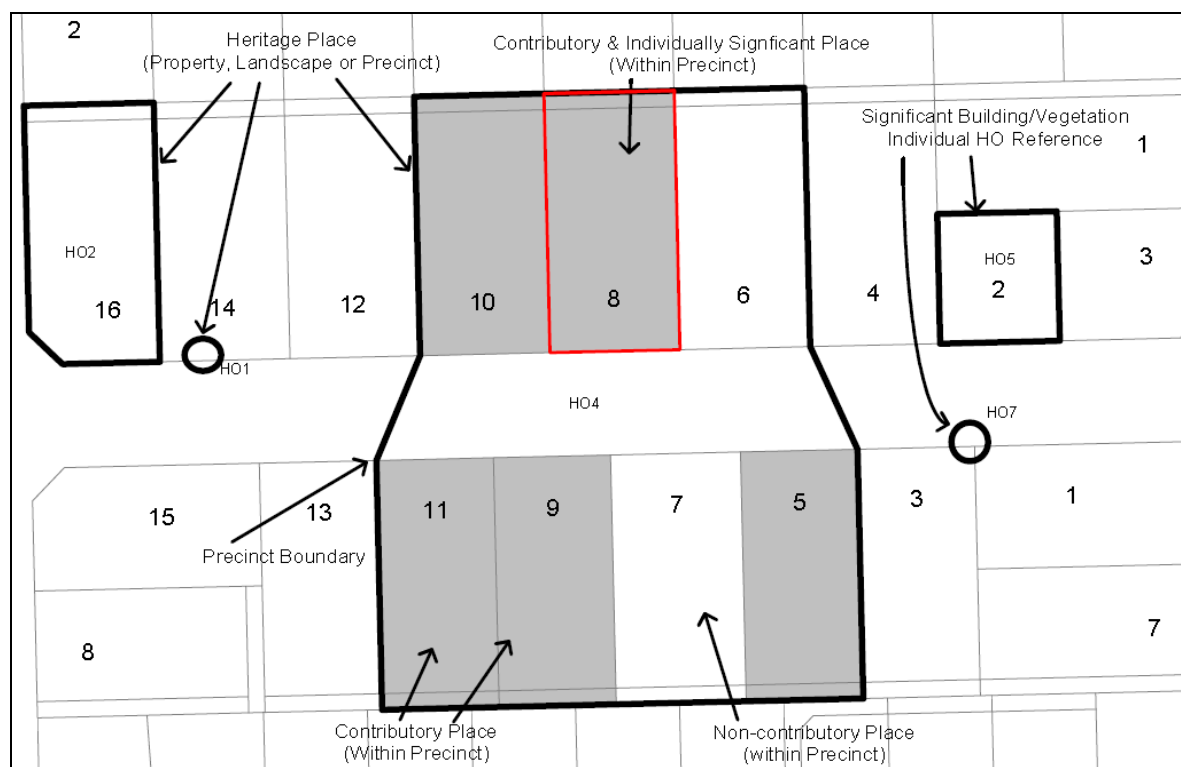 2
Heritage Place
(Property, Landscape or Precinct)
Contributory & Individually Signficant Place
(Within Precinct)
Significant Building/Vegetation
Individual HO Reference
1
HO2
16
14
12
10
8
6
4
HO5
2
3
HO1
HO4
HO7
15
13
11
9
7
5
3
1
Precinct Boundary
8
7
Contributory Place
(Within Precinct)
Non-contributory Place
(within Precinct)